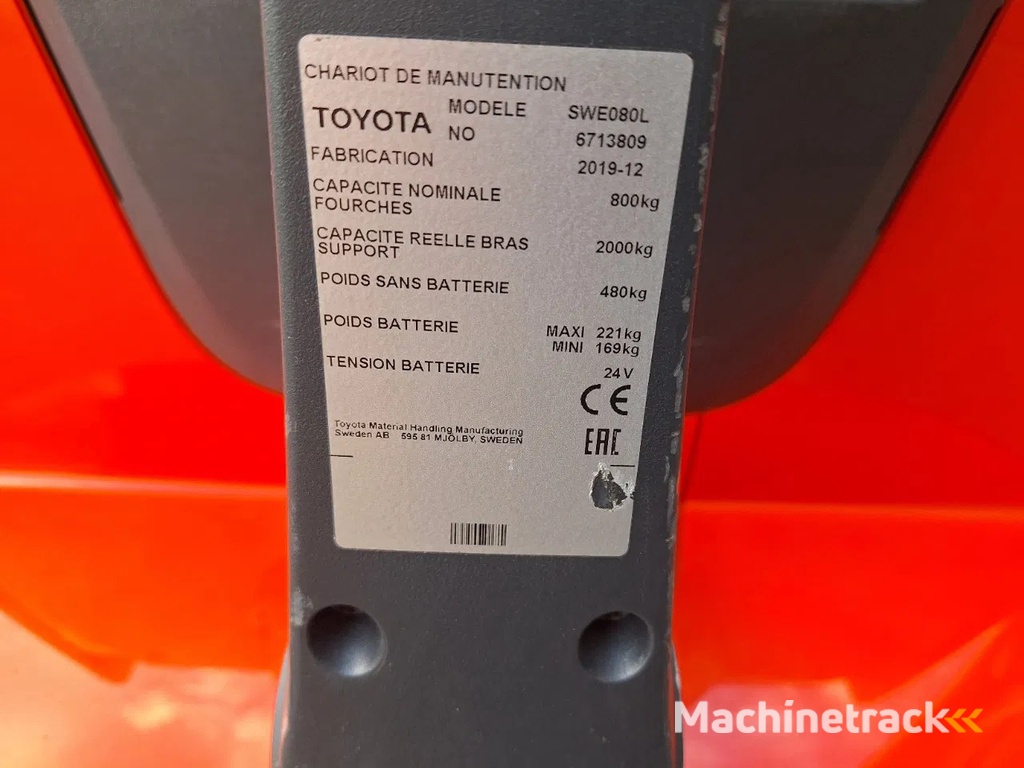 CHARIOT DE MANUTENTION
TOYOTA
MODELE SWE080L
NO 6713809
FABRICATION 2019-12
CAPACITE NOMINALE
FOURCHES 800kg
CAPACITE REELLE BRAS
SUPPORT 2000kg
POIDS SANS BATTERIE 480kg
POIDS BATTERIE MAXI 221kg
MINI 169kg
TENSION BATTERIE 24V
CE
Toyota Material Handling Manufacturing
Sweden AB 595 81 MJÖLBY, SWEDEN
EAC
Machinetrack